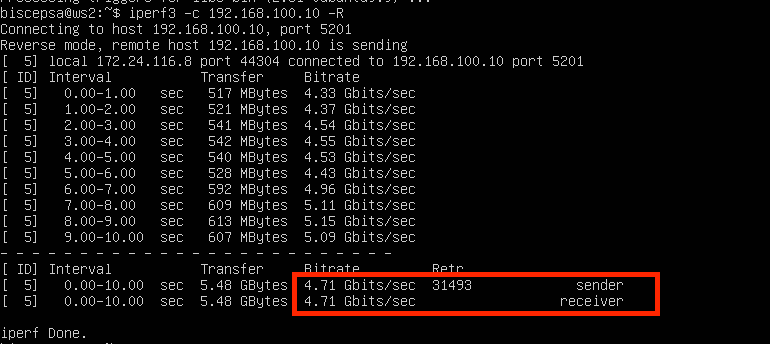 biscepsa@ws2:~$ iperf3 -c 192.168.100.10 -R
Connecting to host 192.168.100.10, port 5201
Reverse mode, remote host 192.168.100.10 is sending
[  5] local 172.24.116.8 port 44304 connected to 192.168.100.10 port 5201
[ ID] Interval           Transfer     Bitrate
[  5]   0.00-1.00   sec   517 MBytes  4.33 Gbits/sec
[  5]   1.00-2.00   sec   521 MBytes  4.37 Gbits/sec
[  5]   2.00-3.00   sec   541 MBytes  4.54 Gbits/sec
[  5]   3.00-4.00   sec   542 MBytes  4.55 Gbits/sec
[  5]   4.00-5.00   sec   540 MBytes  4.53 Gbits/sec
[  5]   5.00-6.00   sec   528 MBytes  4.43 Gbits/sec
[  5]   6.00-7.00   sec   592 MBytes  4.96 Gbits/sec
[  5]   7.00-8.00   sec   609 MBytes  5.11 Gbits/sec
[  5]   8.00-9.00   sec   613 MBytes  5.15 Gbits/sec
[  5]   9.00-10.00  sec   607 MBytes  5.09 Gbits/sec
- - - - - - - - - - - - - - - - - - - - - - - - -
[ ID] Interval           Transfer     Bitrate         Retr
[  5]   0.00-10.00  sec  5.48 GBytes  4.71 Gbits/sec  31493             sender
[  5]   0.00-10.00  sec  5.48 GBytes  4.71 Gbits/sec                  receiver

iperf Done.